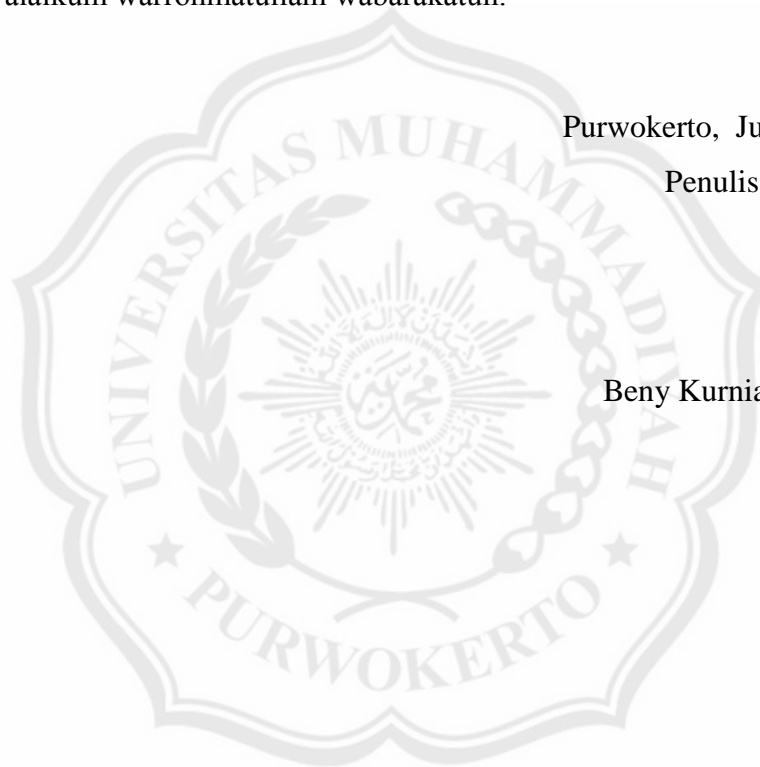 alaikum warrohmatullahi wabarakatuh.
Purwokerto, Ju
Penulis
Beny Kurnia
UNIVERSITAS MUHAMMADIYAH
PURWOKERTO